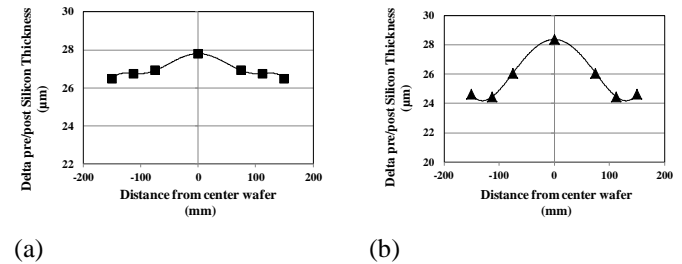 30
28
26
24
22
-200 -100 0 100 200
Delta pre/post Silicon Thickness
(µm)
Distance from center wafer
(mm)
(a)
30
28
26
24
22
20
-200 -100 0 100 200
Delta pre/post Silicon Thickness
(µm)
Distance from center wafer
(mm)
(b)